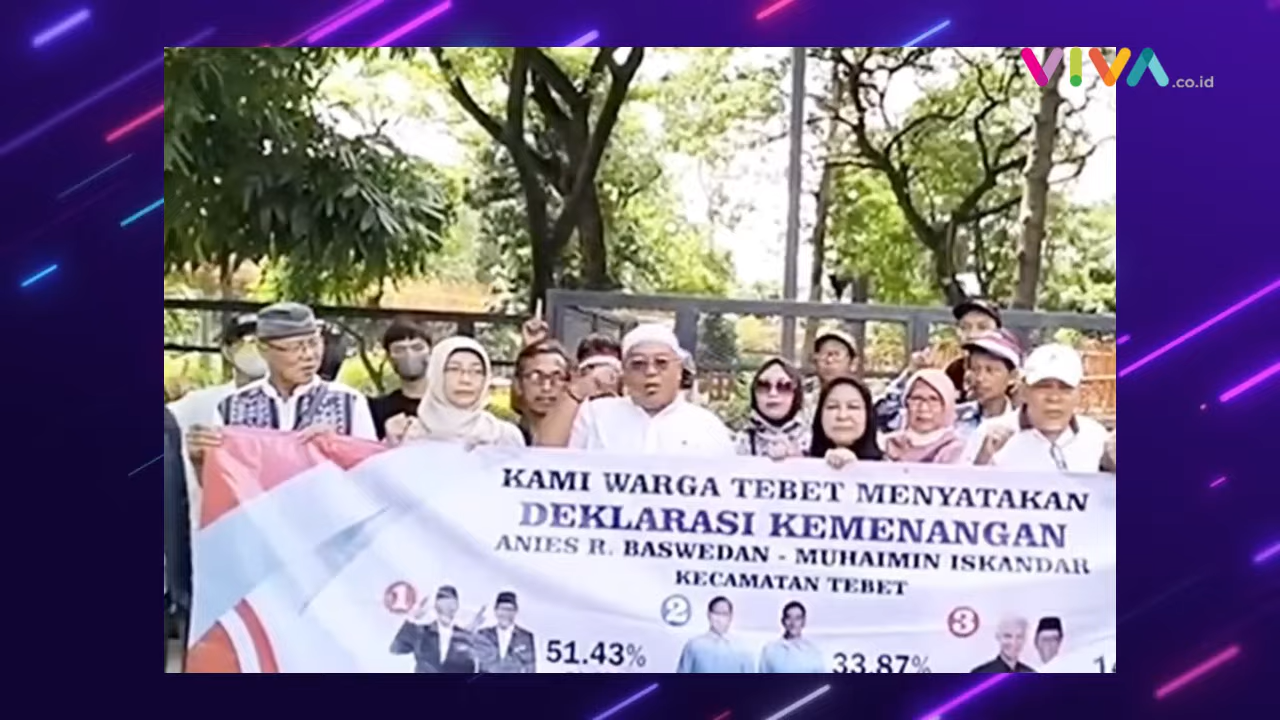 VIVA.co.id
KAMI WARGA TEBET MENYATAKAN
DEKLARASI KEMENANGAN
ANIES R. BASWEDAN - MUHAIMIN ISKANDAR
KECAMATAN TEBET
1 2 3
51.43% 33.87%